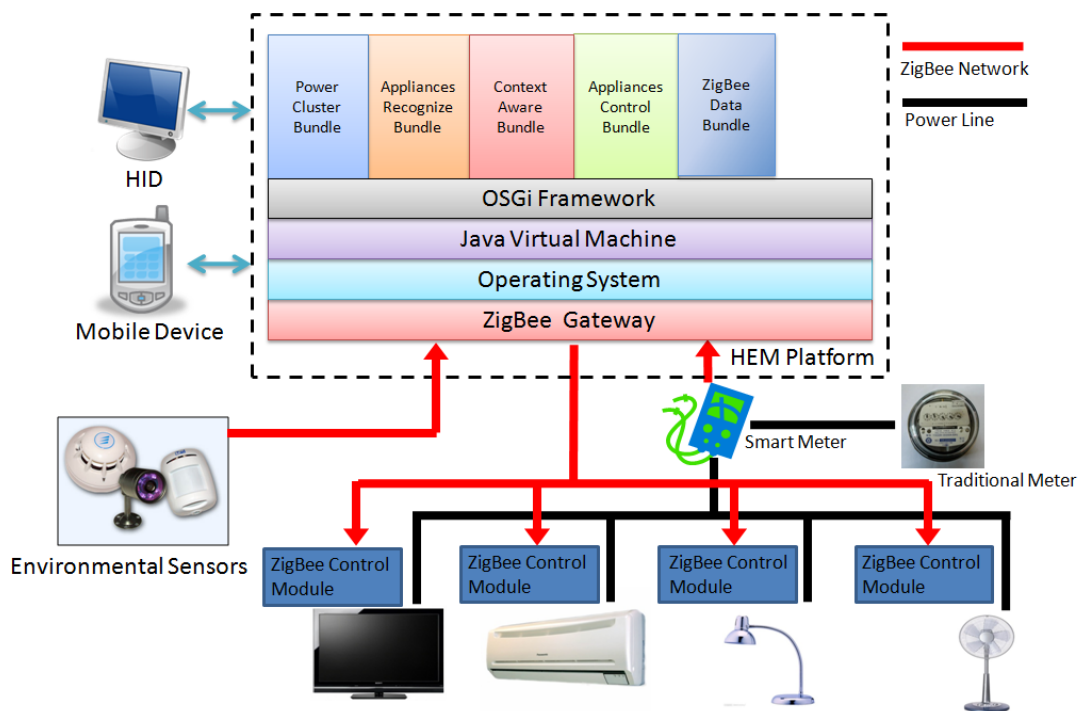 Power
Cluster
Bundle
Appliances
Recognize
Bundle
Context
Aware
Bundle
Appliances
Control
Bundle
ZigBee
Data
Bundle
ZigBee Network
Power Line
HID
OSGi Framework
Java Virtual Machine
Operating System
ZigBee Gateway
Mobile Device
HEM Platform
Smart Meter
Traditional Meter
Environmental Sensors
ZigBee Control
Module
ZigBee Control
Module
ZigBee Control
Module
ZigBee Control
Module